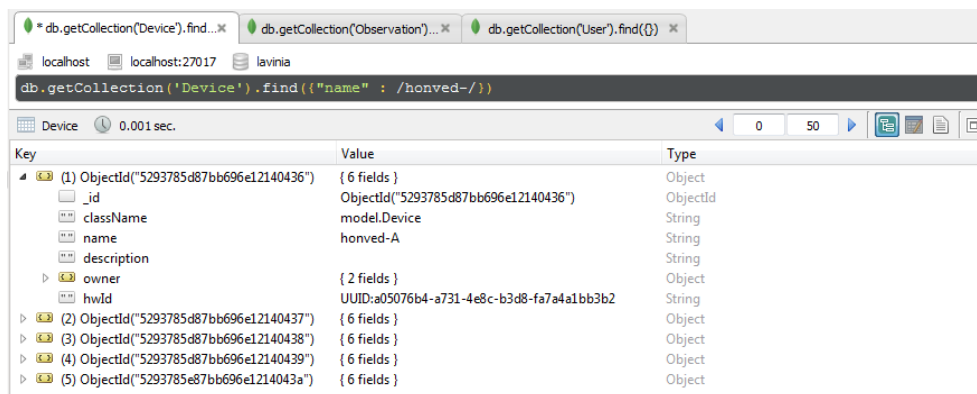 * db.getCollection('Device').find...× db.getCollection('Observation')...× db.getCollection('User').find({}) ×
localhost localhost:27017 lavinia
db.getCollection('Device').find({"name" : /honved-/})
Device 0.001 sec. 0 50
Key Value Type
(1) ObjectId("5293785d87bb696e12140436") { 6 fields } Object
_id ObjectId("5293785d87bb696e12140436") ObjectId
className model.Device String
name honved-A String
description String
owner { 2 fields } Object
hwId UUID:a05076b4-a731-4e8c-b3d8-fa7a4a1bb3b2 String
(2) ObjectId("5293785d87bb696e12140437") { 6 fields } Object
(3) ObjectId("5293785d87bb696e12140438") { 6 fields } Object
(4) ObjectId("5293785d87bb696e12140439") { 6 fields } Object
(5) ObjectId("5293785e87bb696e1214043a") { 6 fields } Object